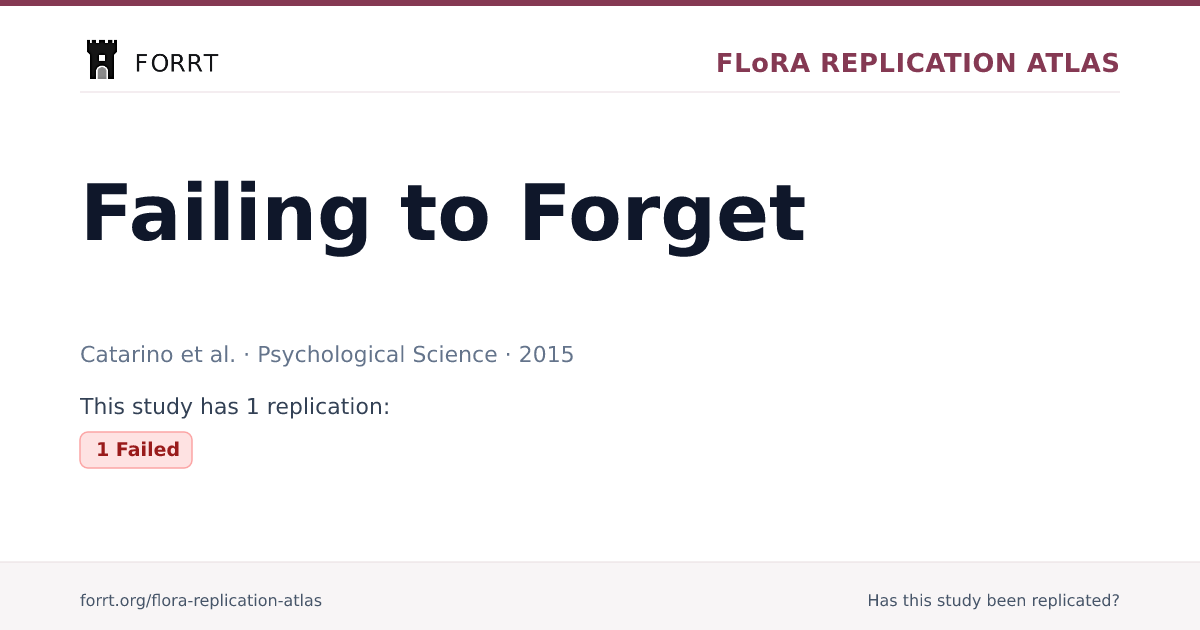 FORRT
FLoRA REPLICATION ATLAS
Failing to Forget
Catarino et al. · Psychological Science · 2015
This study has 1 replication:
1 Failed
forrt.org/flora-replication-atlas
Has this study been replicated?